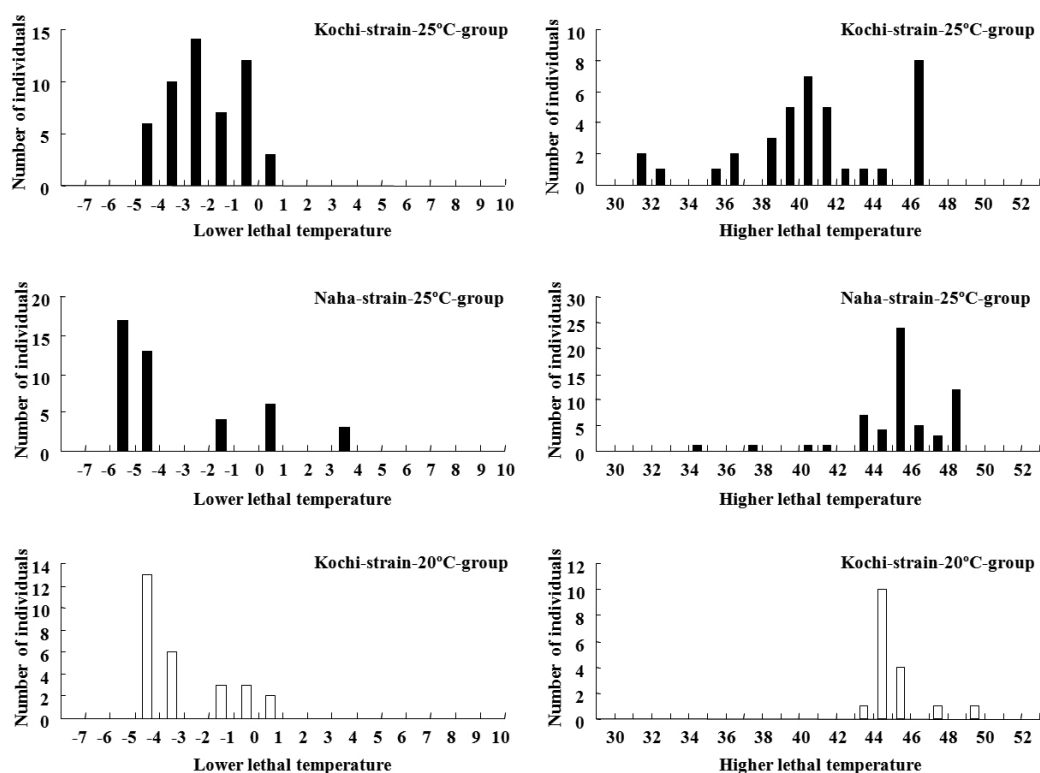 Kochi-strain-25ºC-group
Number of individuals
15
10
5
0
-7 -6 -5 -4 -3 -2 -1 0 1 2 3 4 5 6 7 8 9 10
Lower lethal temperature
Kochi-strain-25ºC-group
Number of individuals
10
8
6
4
2
0
30 32 34 36 38 40 42 44 46 48 50 52
Higher lethal temperature
Naha-strain-25ºC-group
Number of individuals
20
15
10
5
0
-7 -6 -5 -4 -3 -2 -1 0 1 2 3 4 5 6 7 8 9 10
Lower lethal temperature
Naha-strain-25ºC-group
Number of individuals
30
25
20
15
10
5
0
30 32 34 36 38 40 42 44 46 48 50 52
Higher lethal temperature
Kochi-strain-20ºC-group
Number of individuals
14
12
10
8
6
4
2
0
-7 -6 -5 -4 -3 -2 -1 0 1 2 3 4 5 6 7 8 9 10
Lower lethal temperature
Kochi-strain-20ºC-group
Number of individuals
12
10
8
6
4
2
0
30 32 34 36 38 40 42 44 46 48 50 52
Higher lethal temperature